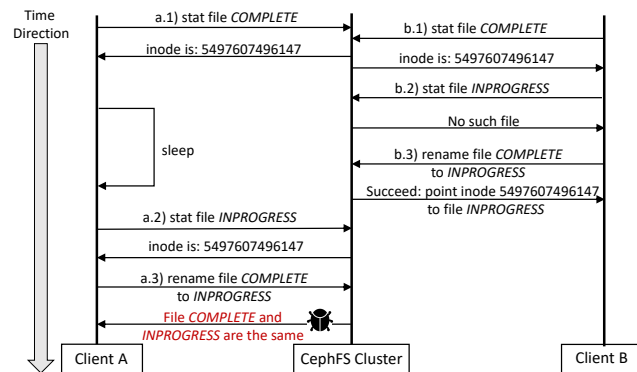 Time
Direction
a.1) stat file COMPLETE
b.1) stat file COMPLETE
inode is: 5497607496147
inode is: 5497607496147
b.2) stat file INPROGRESS
No such file
sleep
b.3) rename file COMPLETE
to INPROGRESS
Succeed: point inode 5497607496147
to file INPROGRESS
a.2) stat file INPROGRESS
inode is: 5497607496147
a.3) rename file COMPLETE
to INPROGRESS
File COMPLETE and
INPROGRESS are the same
Client A
CephFS Cluster
Client B